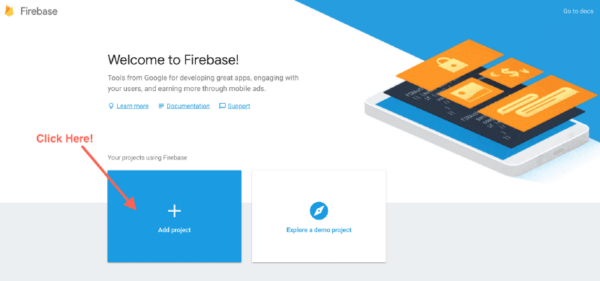 Firebase
Go to docs
Welcome to Firebase!
Tools from Google for developing great apps, engaging with
your users, and earning more through mobile ads.
Learn more
Documentation
Support
Click Here!
Your projects using Firebase
Add project
Explore a demo project